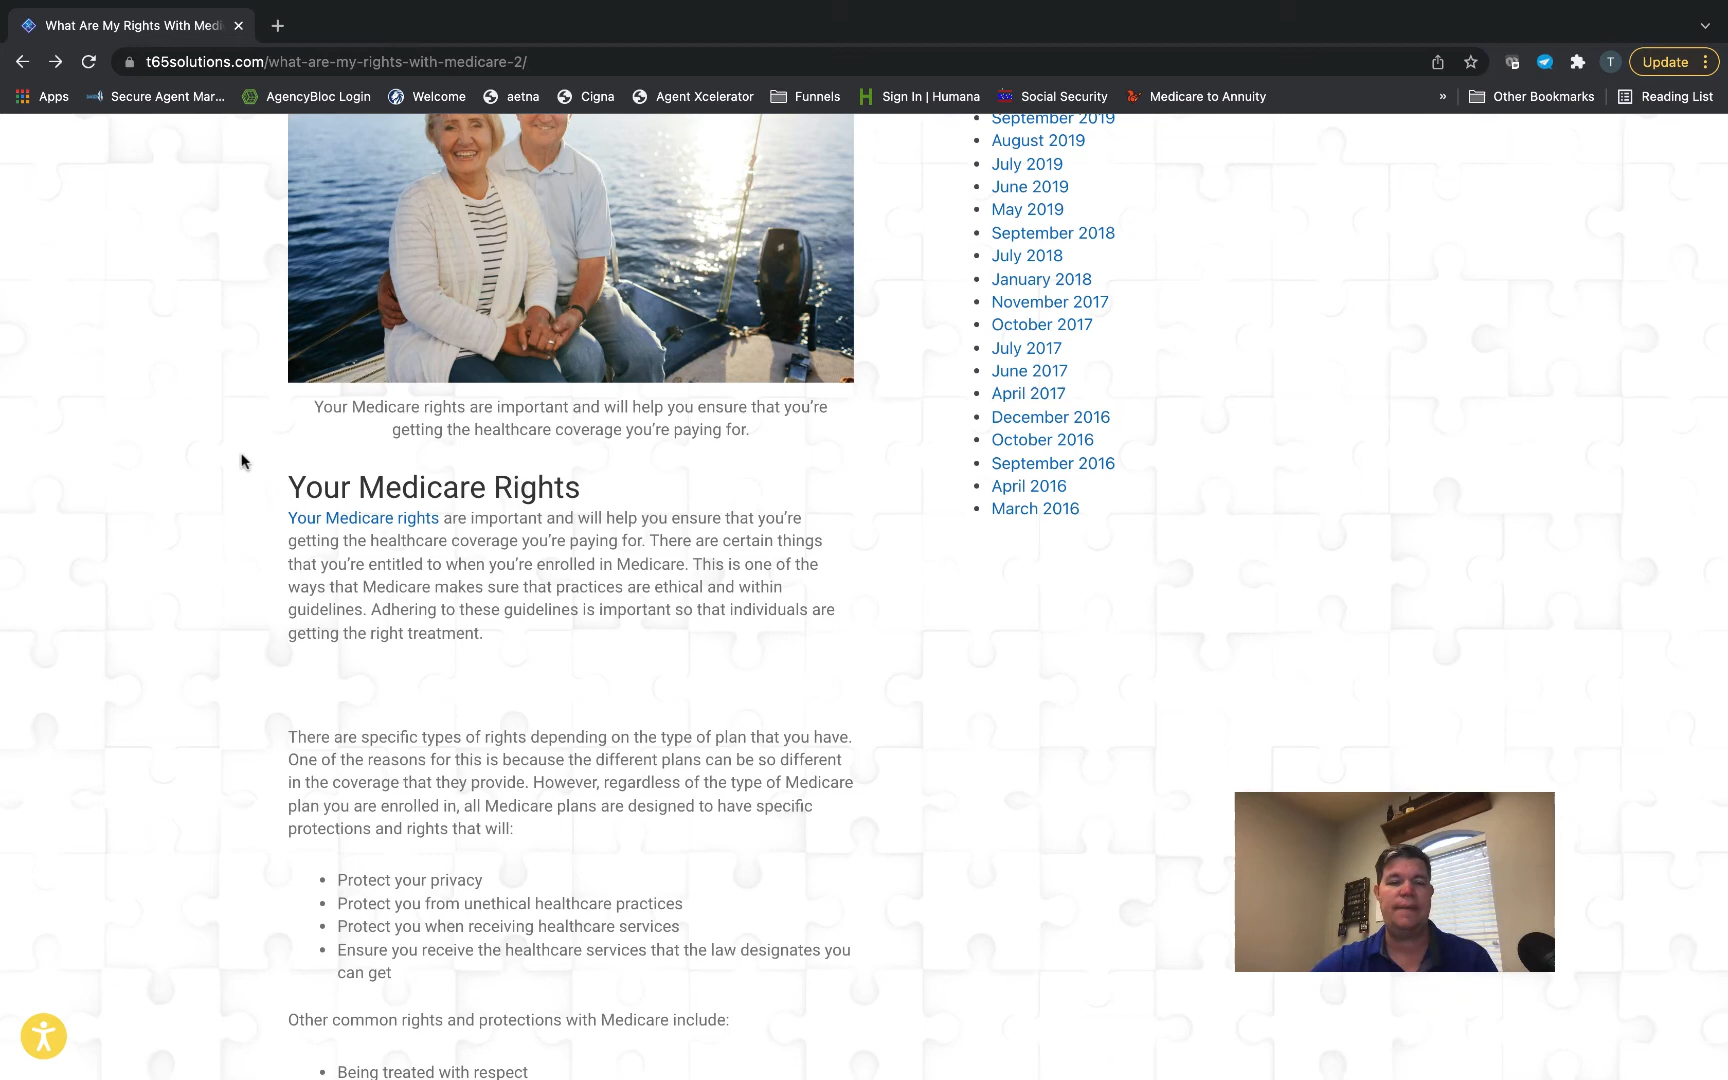 What Are My Rights With Medi
t65solutions.com/what-are-my-rights-with-medicare-2/
T
Update
Apps
Secure Agent Mar...
AgencyBloc Login
Welcome
aetna
Cigna
Agent Xcelerator
Funnels
Sign In | Humana
Social Security
Medicare to Annuity
»
Other Bookmarks
Reading List
Your Medicare rights are important and will help you ensure that you’re
getting the healthcare coverage you’re paying for.
Your Medicare Rights
Your Medicare rights are important and will help you ensure that you’re
getting the healthcare coverage you’re paying for. There are certain things
that you’re entitled to when you’re enrolled in Medicare. This is one of the
ways that Medicare makes sure that practices are ethical and within
guidelines. Adhering to these guidelines is important so that individuals are
getting the right treatment.
There are specific types of rights depending on the type of plan that you have.
One of the reasons for this is because the different plans can be so different
in the coverage that they provide. However, regardless of the type of Medicare
plan you are enrolled in, all Medicare plans are designed to have specific
protections and rights that will:
• Protect your privacy
• Protect you from unethical healthcare practices
• Protect you when receiving healthcare services
• Ensure you receive the healthcare services that the law designates you
can get
Other common rights and protections with Medicare include:
• Being treated with respect
• September 2019
• August 2019
• July 2019
• June 2019
• May 2019
• September 2018
• July 2018
• January 2018
• November 2017
• October 2017
• July 2017
• June 2017
• April 2017
• December 2016
• October 2016
• September 2016
• April 2016
• March 2016